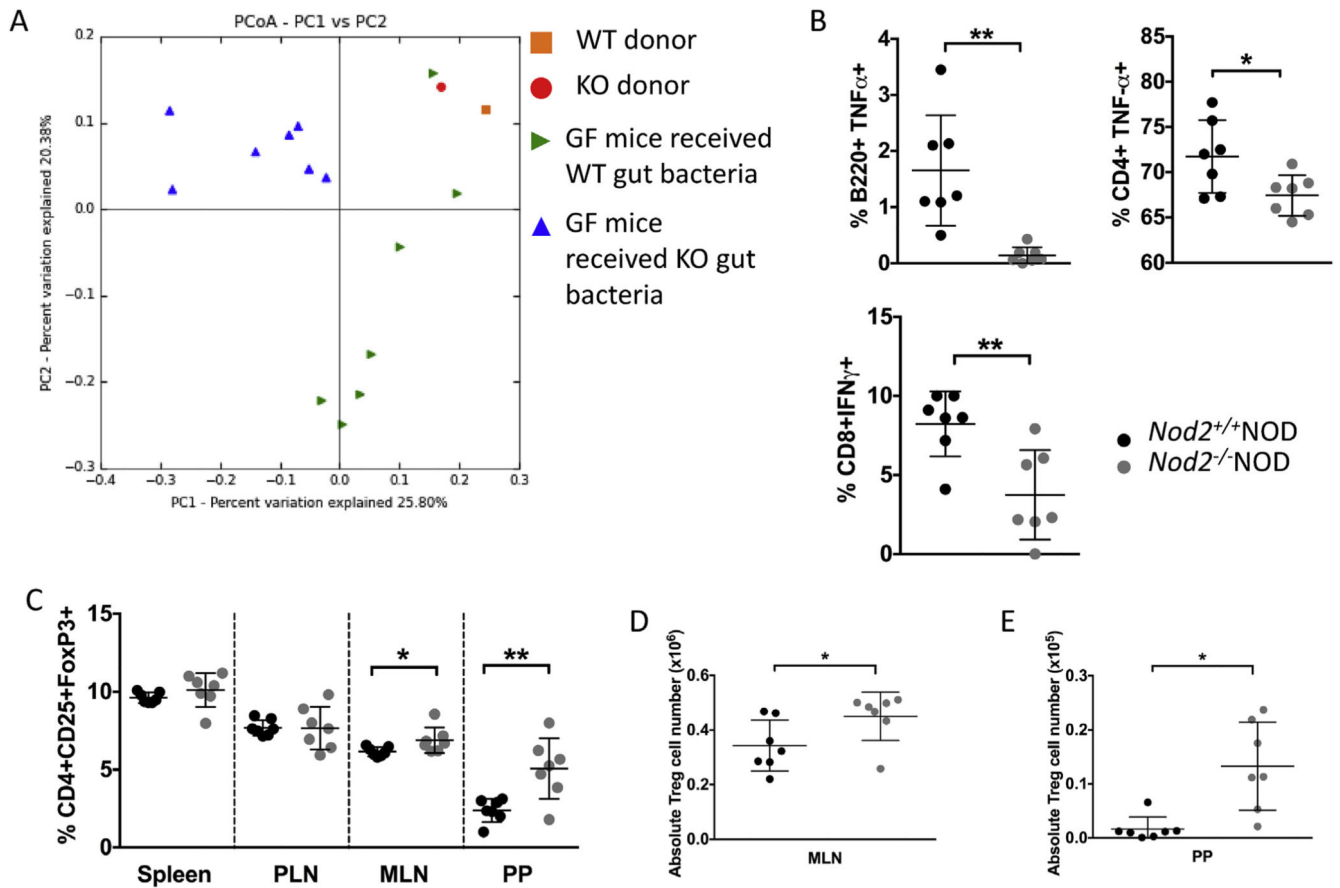 A
PCoA - PC1 vs PC2
0.2
0.1
0.0
−0.1
−0.2
−0.3
−0.4
−0.3
−0.2
−0.1
0.0
0.1
0.2
0.3
PC2 - Percent variation explained 20.38%
PC1 - Percent variation explained 25.80%
WT donor
KO donor
GF mice received
WT gut bacteria
GF mice
received KO gut
bacteria
B
% B220+ TNFα+
4
3
2
1
0
**
% CD4+ TNF-α+
85
80
75
70
65
60
*
% CD8+IFNγ+
15
10
5
0
**
Nod2+/+NOD
Nod2-/-NOD
C
% CD4+CD25+FoxP3+
15
10
5
0
*
**
Spleen
PLN
MLN
PP
D
Absolute Treg cell number (x10⁶)
0.6
0.4
0.2
0.0
*
MLN
E
Absolute Treg cell number (x10⁵)
0.3
0.2
0.1
0.0
*
PP